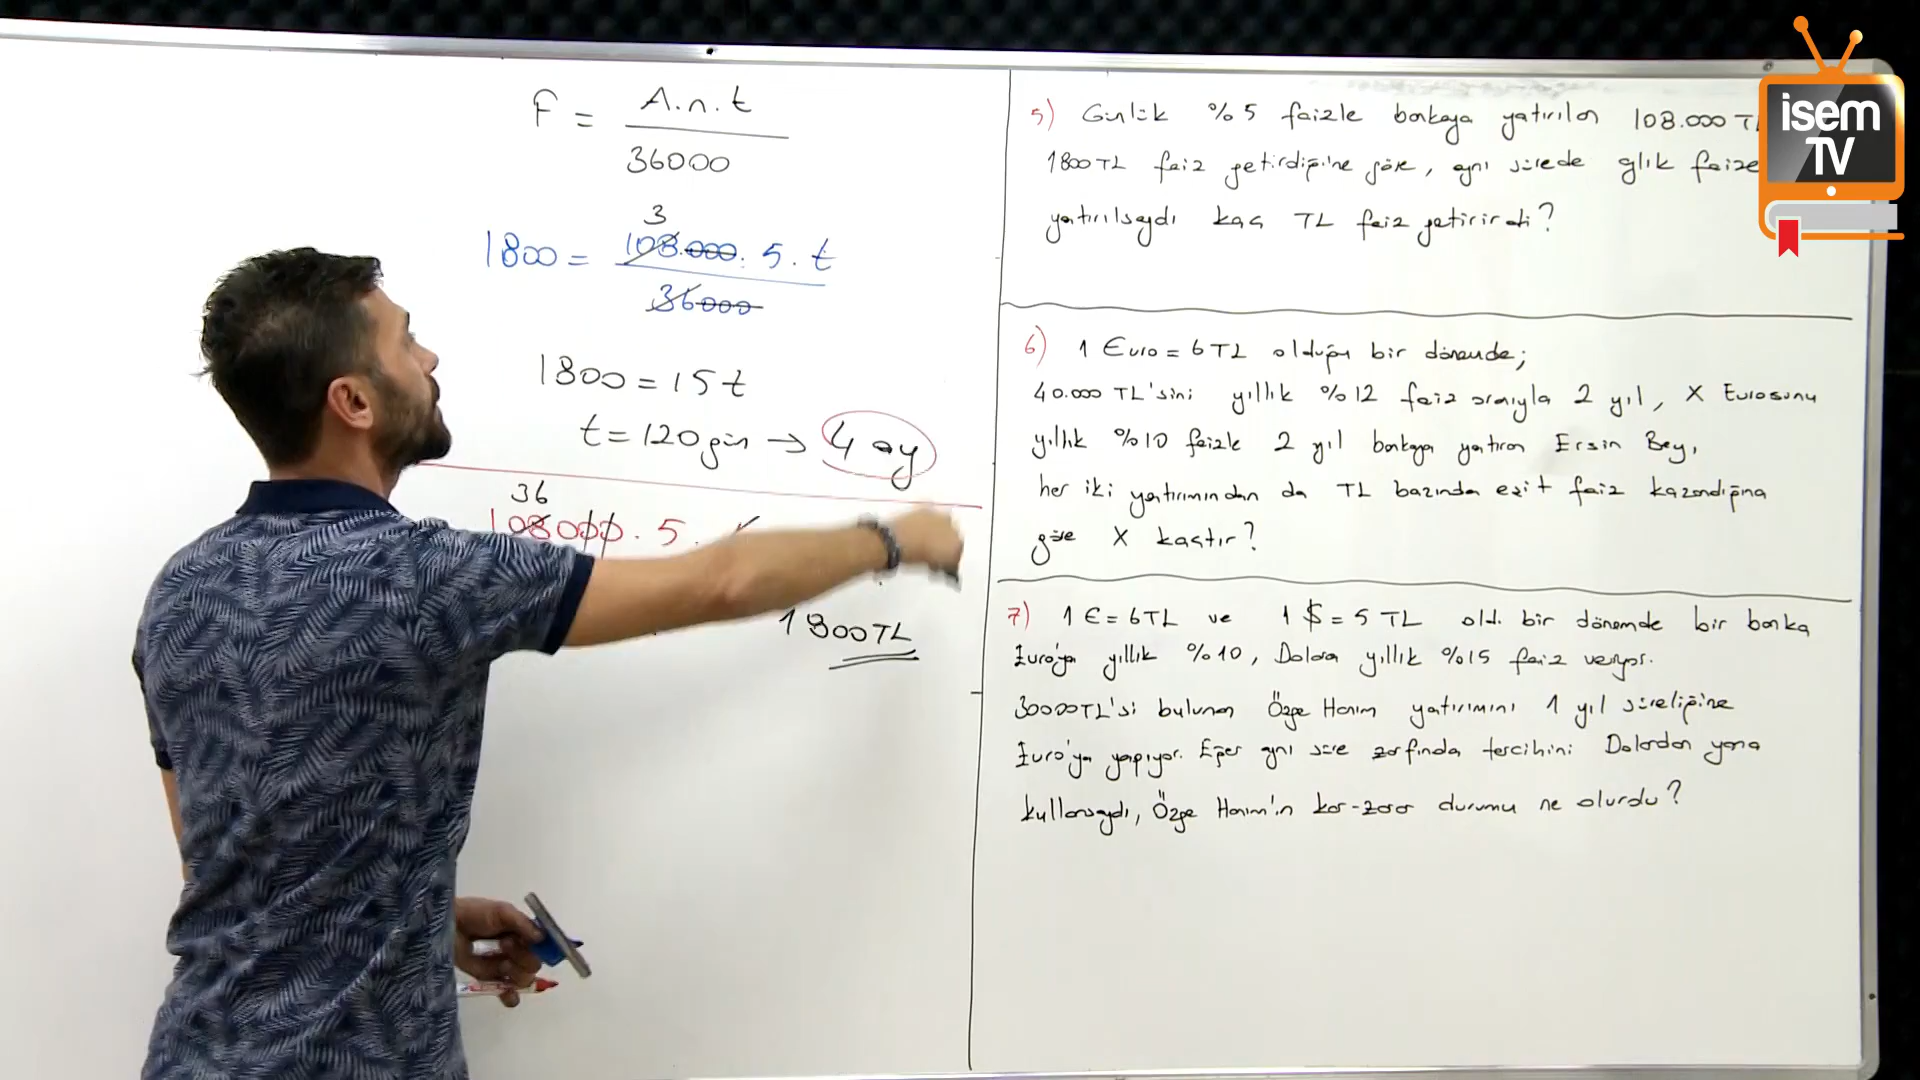 F = A.n.t
36000
3
1800 = 108.000. 5. t
36000
1800 = 15t
t = 120 gün → 4 ay
36
108000 . 5 .
1800 TL
5) Günlük %5 faizle bankaya yatırılan 108.000 TL
1800 TL faiz getirdiğine göre, aynı sürede aylık faize
yatırılsaydı kaç TL faiz getirirdi?
6) 1 Euro = 6 TL olduğu bir dönemde;
40.000 TL'sini yıllık %12 faiz oranıyla 2 yıl, X Eurosunu
yıllık %10 faizle 2 yıl bankaya yatıran Ersin Bey,
her iki yatırımından da TL bazında eşit faiz kazandığına
göre X kaçtır?
7) 1 € = 6TL ve 1 $ = 5 TL old. bir dönemde bir banka
Euro'ya yıllık %10, Dolara yıllık %15 faiz veriyor.
30000TL'si bulunan Özge Hanım yatırımını 1 yıl süreliğine
Euro'ya yapıyor. Eğer aynı süre zarfında tercihini Dolardan yana
kullansaydı, Özge Hanım'ın kar-zarar durumu ne olurdu?
isem
TV